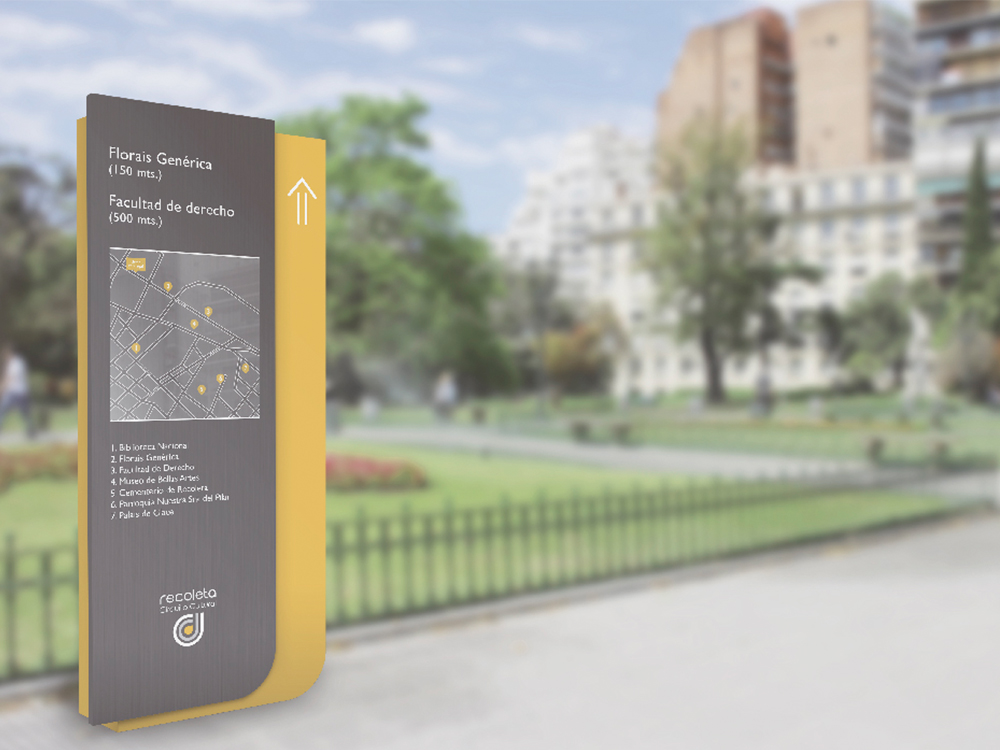 Florais Genérica
(150 mts.)
Facultad de derecho
(500 mts.)
1. Biblioteca Nacional
2. Florais Genérica
3. Facultad de Derecho
4. Museo de Bellas Artes
5. Cementerio de Recoleta
6. Parroquia Nuestra Sra. del Pilar
7. Palais de Glace
recoleta
Circuito Cultural